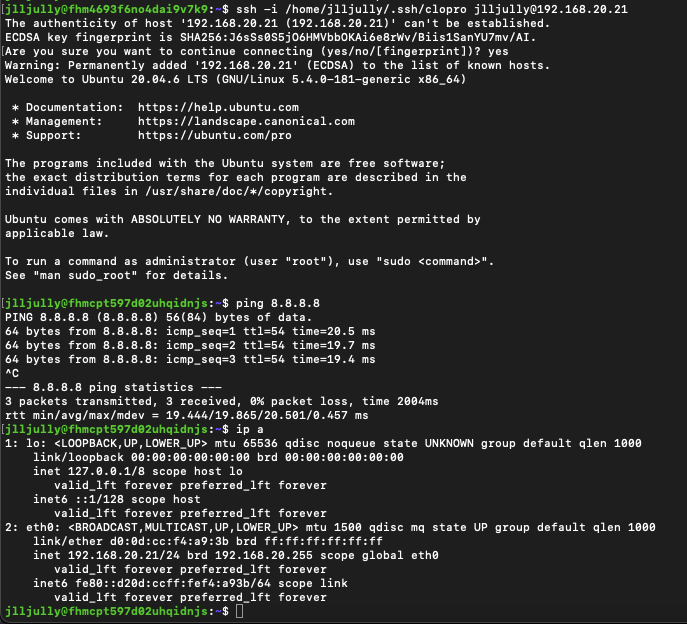 jlljully@fhm4693f6no4dai9v7k9:~$ ssh -i /home/jlljully/.ssh/clopro jlljully@192.168.20.21
The authenticity of host '192.168.20.21 (192.168.20.21)' can't be established.
ECDSA key fingerprint is SHA256:J6sSs0S5jO6HMVbbOKAi6e8rWv/Biis1SanYU7mv/AI.
Are you sure you want to continue connecting (yes/no/[fingerprint])? yes
Warning: Permanently added '192.168.20.21' (ECDSA) to the list of known hosts.
Welcome to Ubuntu 20.04.6 LTS (GNU/Linux 5.4.0-181-generic x86_64)

 * Documentation:  https://help.ubuntu.com
 * Management:     https://landscape.canonical.com
 * Support:        https://ubuntu.com/pro

The programs included with the Ubuntu system are free software;
the exact distribution terms for each program are described in the
individual files in /usr/share/doc/*/copyright.

Ubuntu comes with ABSOLUTELY NO WARRANTY, to the extent permitted by
applicable law.

To run a command as administrator (user "root"), use "sudo <command>".
See "man sudo_root" for details.

jlljully@fhmcpt597d02uhqidnjs:~$ ping 8.8.8.8
PING 8.8.8.8 (8.8.8.8) 56(84) bytes of data.
64 bytes from 8.8.8.8: icmp_seq=1 ttl=54 time=20.5 ms
64 bytes from 8.8.8.8: icmp_seq=2 ttl=54 time=19.7 ms
64 bytes from 8.8.8.8: icmp_seq=3 ttl=54 time=19.4 ms
^C
--- 8.8.8.8 ping statistics ---
3 packets transmitted, 3 received, 0% packet loss, time 2004ms
rtt min/avg/max/mdev = 19.444/19.865/20.501/0.457 ms
jlljully@fhmcpt597d02uhqidnjs:~$ ip a
1: lo: <LOOPBACK,UP,LOWER_UP> mtu 65536 qdisc noqueue state UNKNOWN group default qlen 1000
    link/loopback 00:00:00:00:00:00 brd 00:00:00:00:00:00
    inet 127.0.0.1/8 scope host lo
       valid_lft forever preferred_lft forever
    inet6 ::1/128 scope host
       valid_lft forever preferred_lft forever
2: eth0: <BROADCAST,MULTICAST,UP,LOWER_UP> mtu 1500 qdisc mq state UP group default qlen 1000
    link/ether d0:0d:cc:f4:a9:3b brd ff:ff:ff:ff:ff:ff
    inet 192.168.20.21/24 brd 192.168.20.255 scope global eth0
       valid_lft forever preferred_lft forever
    inet6 fe80::d20d:ccff:fef4:a93b/64 scope link
       valid_lft forever preferred_lft forever
jlljully@fhmcpt597d02uhqidnjs:~$